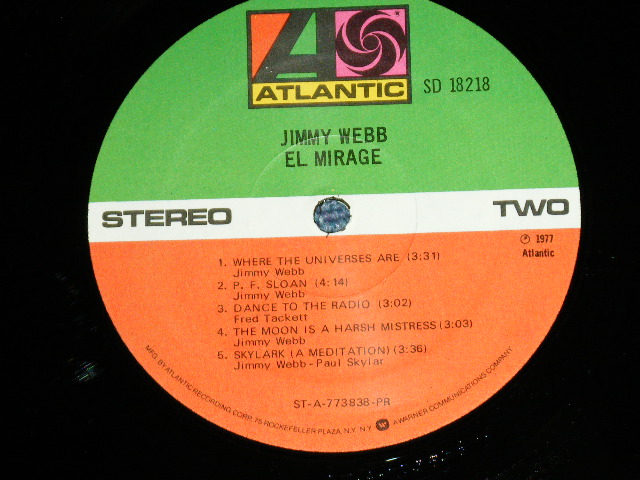 ATLANTIC
SD 18218
JIMMY WEBB
EL MIRAGE
STEREO
TWO
℗ 1977
Atlantic
1. WHERE THE UNIVERSES ARE (3:31)
Jimmy Webb
2. P. F. SLOAN (4:14)
Jimmy Webb
3. DANCE TO THE RADIO (3:02)
Fred Tackett
4. THE MOON IS A HARSH MISTRESS (3:03)
Jimmy Webb
5. SKYLARK (A MEDITATION) (3:36)
Jimmy Webb - Paul Skylar
ST-A-773838-PR
MFG. BY ATLANTIC RECORDING CORP. 75 ROCKEFELLER PLAZA, N.Y. N.Y. A WARNER COMMUNICATIONS COMPANY